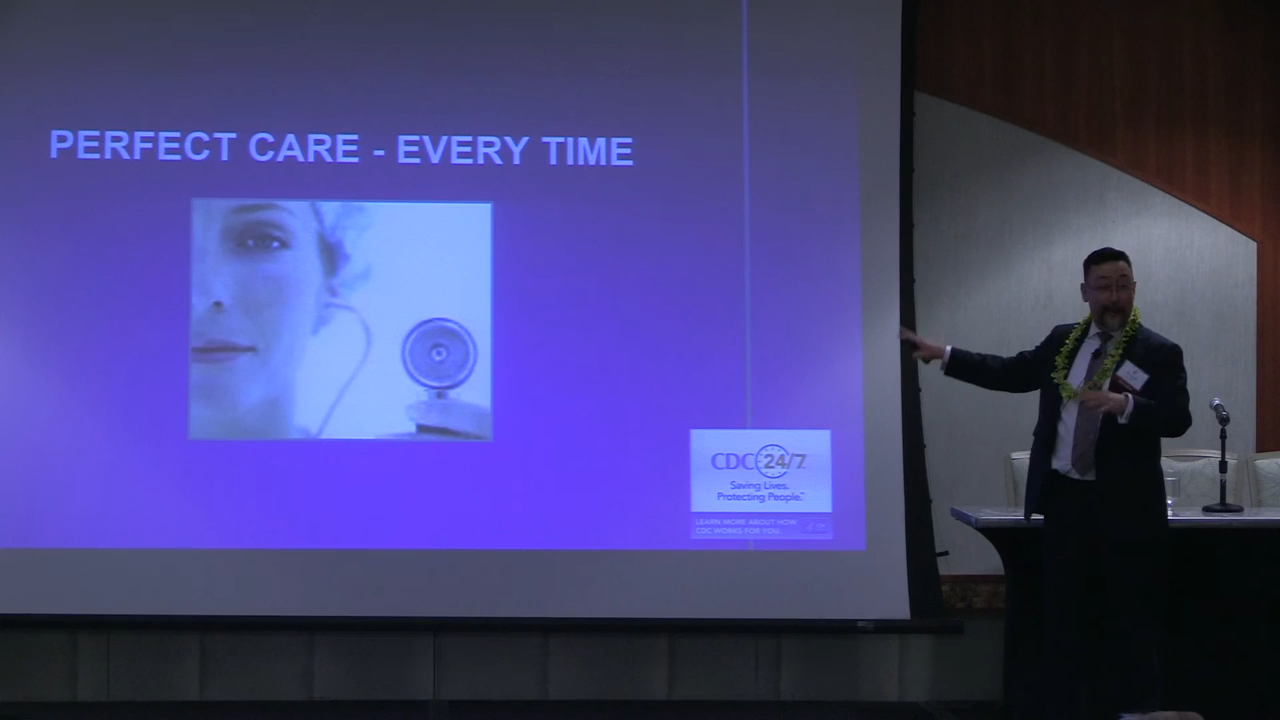 PERFECT CARE - EVERY TIME
CDC 24/7
Saving Lives.
Protecting People.™
LEARN MORE ABOUT HOW
CDC WORKS FOR YOU.